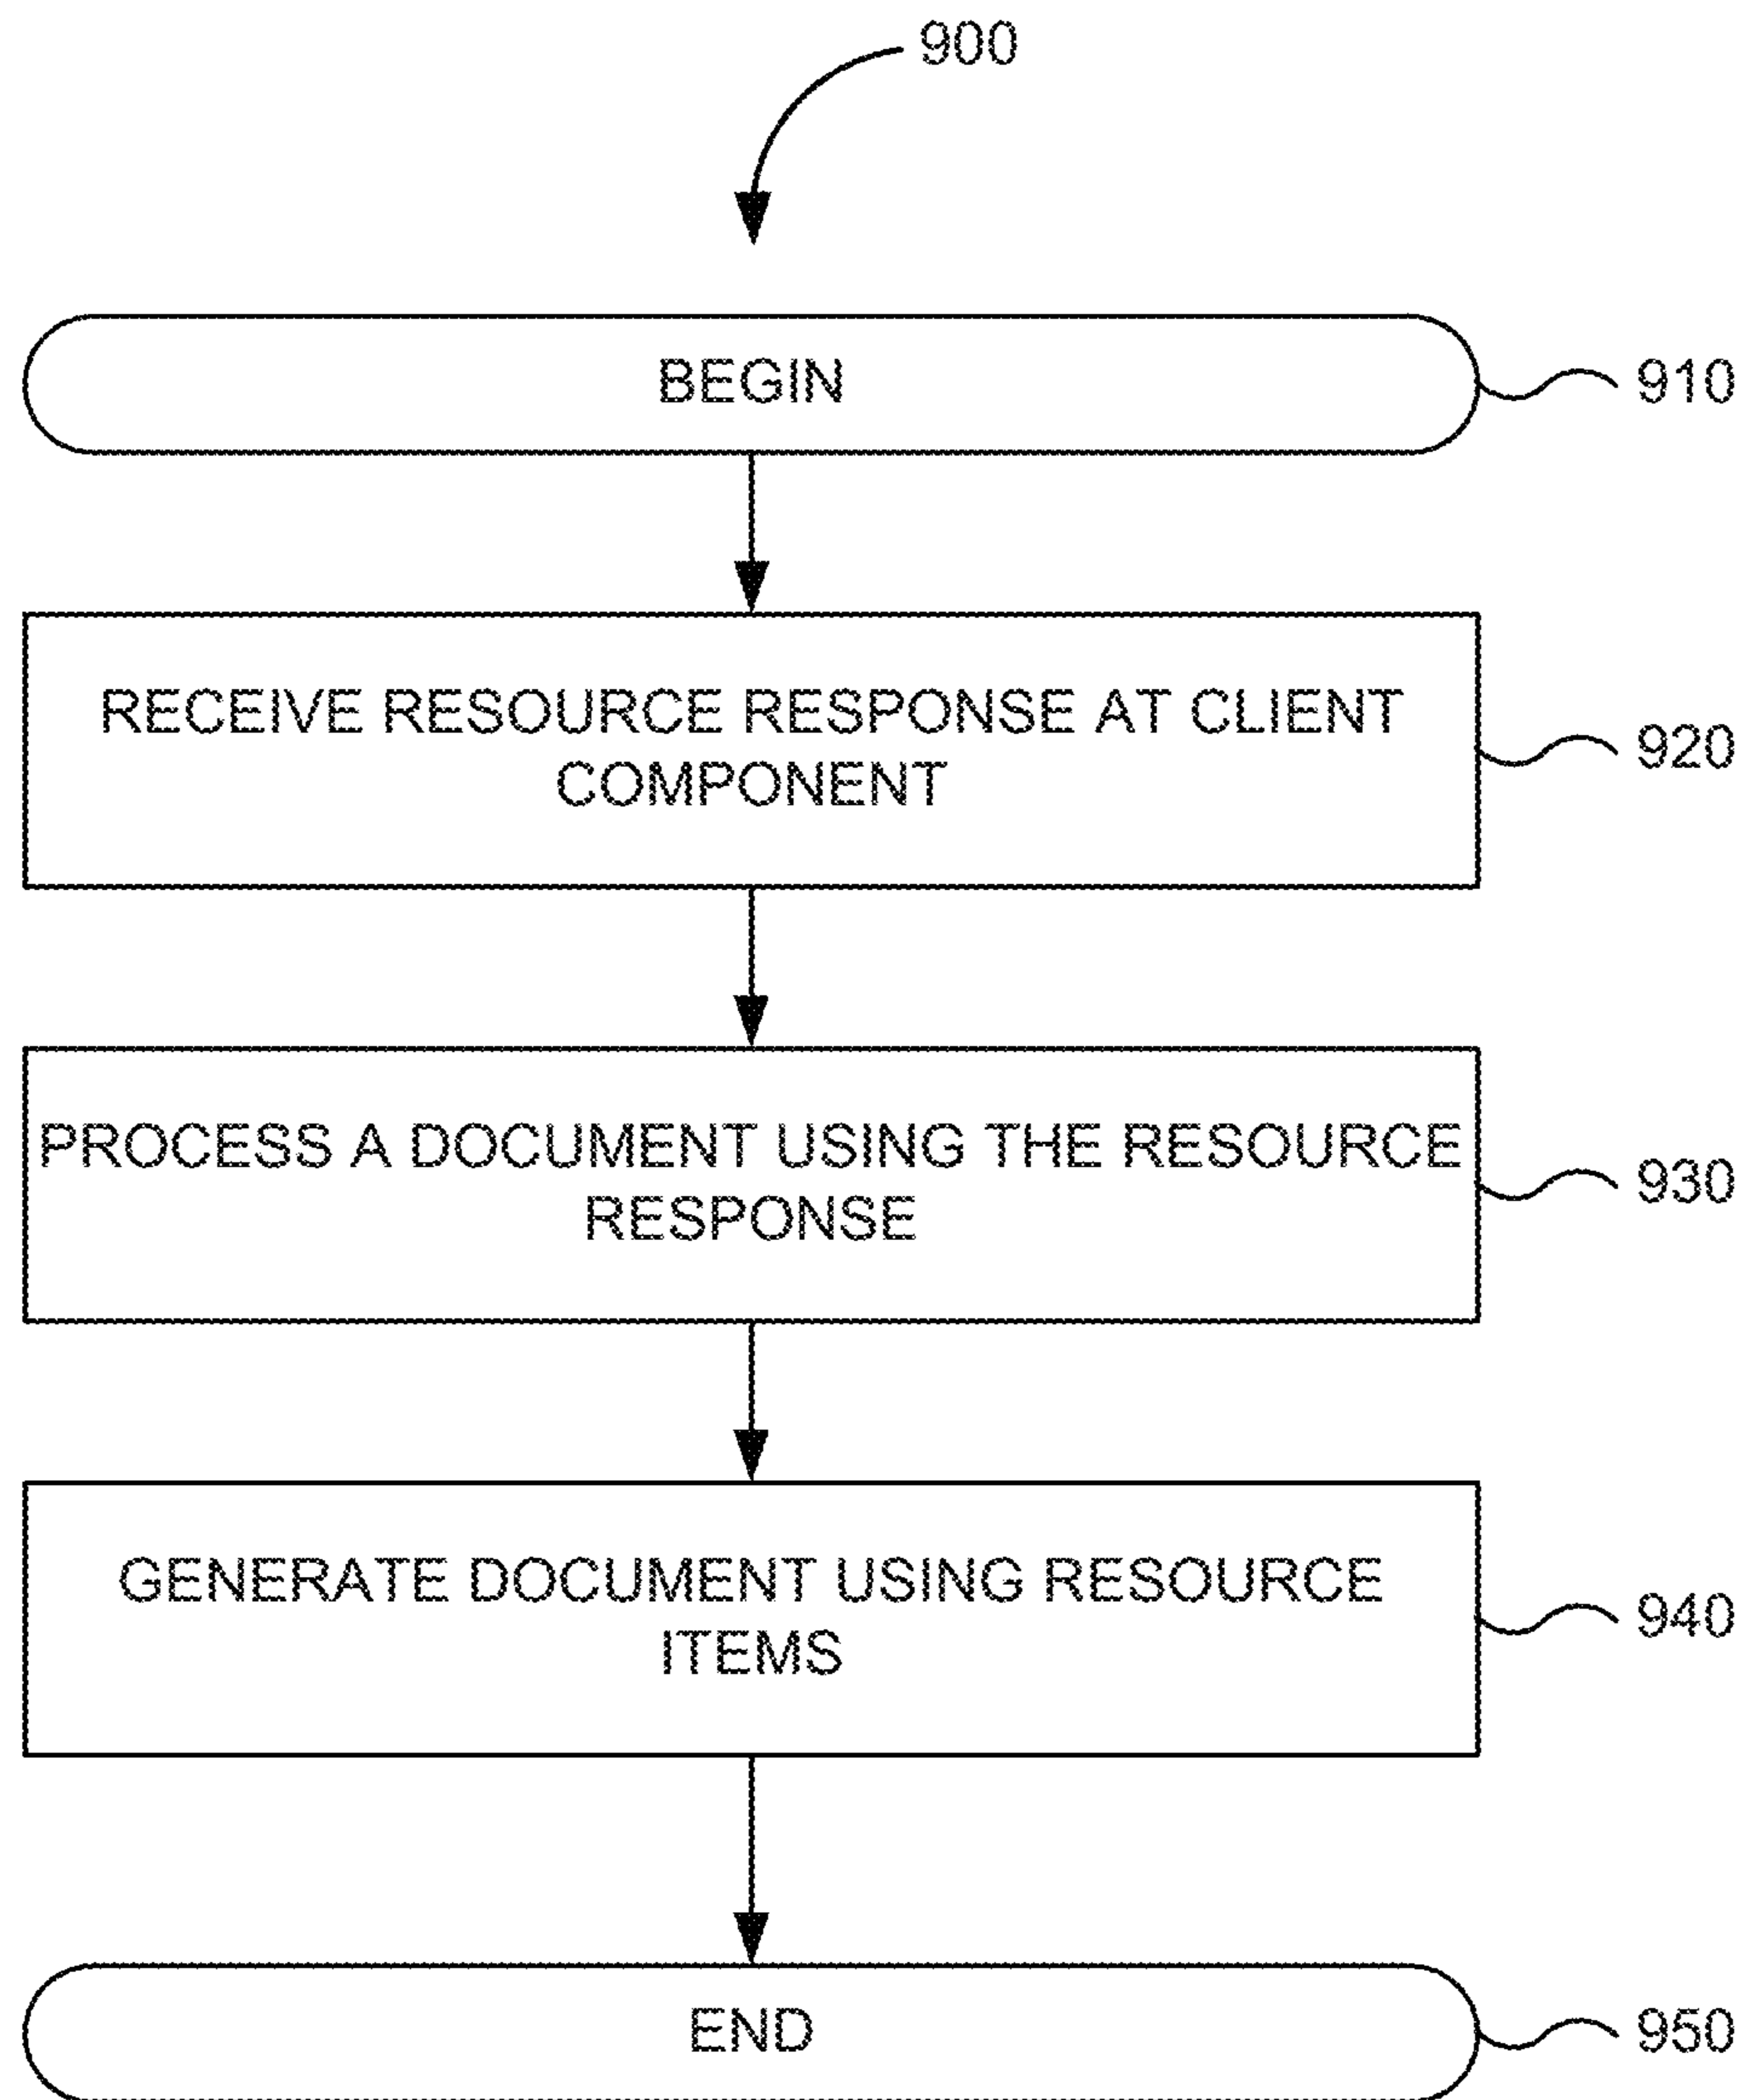 900
BEGIN
910
RECEIVE RESOURCE RESPONSE AT CLIENT
COMPONENT
920
PROCESS A DOCUMENT USING THE RESOURCE
RESPONSE
930
GENERATE DOCUMENT USING RESOURCE
ITEMS
940
END
950